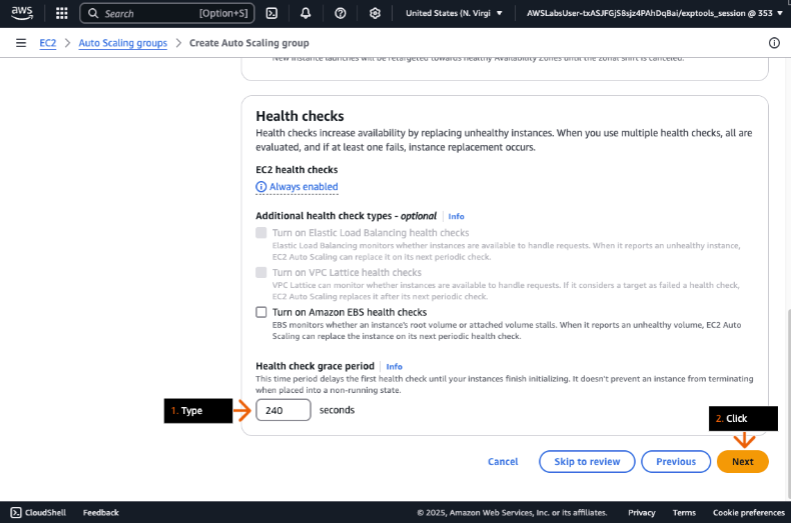 aws
Search [Option+S]
United States (N. Virgi
AWSLabsUser-txASJFGjS8sjz4PAhDqBai/exptools_session @ 353
EC2 > Auto Scaling groups > Create Auto Scaling group
New instance launches will be retargeted towards healthy Availability Zones until the zonal shift is canceled.
Health checks
Health checks increase availability by replacing unhealthy instances. When you use multiple health checks, all are
evaluated, and if at least one fails, instance replacement occurs.
EC2 health checks
Always enabled
Additional health check types - optional | Info
Turn on Elastic Load Balancing health checks
Elastic Load Balancing monitors whether instances are available to handle requests. When it reports an unhealthy instance,
EC2 Auto Scaling can replace it on its next periodic check.
Turn on VPC Lattice health checks
VPC Lattice can monitor whether instances are available to handle requests. If it considers a target as failed a health check,
EC2 Auto Scaling replaces it after its next periodic check.
Turn on Amazon EBS health checks
EBS monitors whether an instance's root volume or attached volume stalls. When it reports an unhealthy volume, EC2 Auto
Scaling can replace the instance on its next periodic health check.
Health check grace period | Info
This time period delays the first health check until your instances finish initializing. It doesn't prevent an instance from terminating
when placed into a non-running state.
1. Type
240 seconds
2. Click
Cancel Skip to review Previous Next
CloudShell Feedback © 2025, Amazon Web Services, Inc. or its affiliates. Privacy Terms Cookie preferences